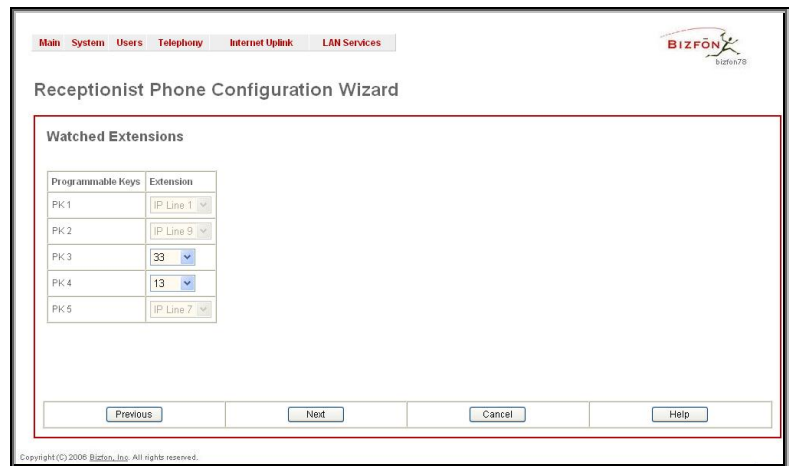 Main System Users Telephony Internet Uplink LAN Services
BIZFŌN
bizfon78
Receptionist Phone Configuration Wizard
Watched Extensions
Programmable Keys Extension
PK 1 IP Line 1
PK 2 IP Line 9
PK 3 33
PK 4 13
PK 5 IP Line 7
Previous Next Cancel Help
Copyright (C) 2006 Bizfon, Inc. All rights reserved.